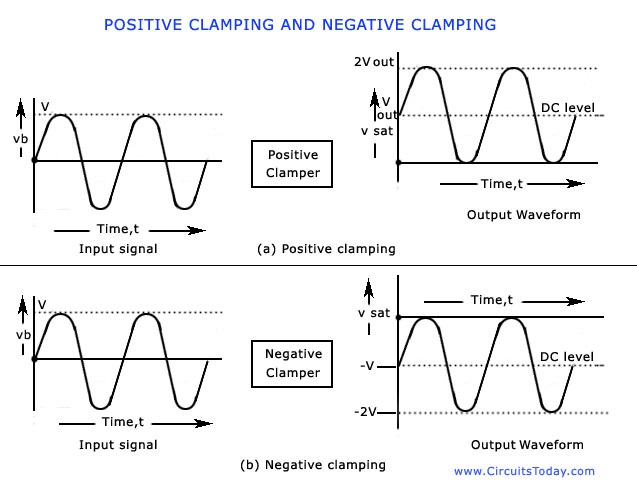 POSITIVE CLAMPING AND NEGATIVE CLAMPING
V
vb
Time,t
Input signal
Positive
Clamper
2V out
V
out
v sat
DC level
Time,t
Output Waveform
(a) Positive clamping
V
vb
Time,t
Input signal
Negative
Clamper
v sat
Time,t
-V
DC level
-2V
Output Waveform
(b) Negative clamping
www.CircuitsToday.com